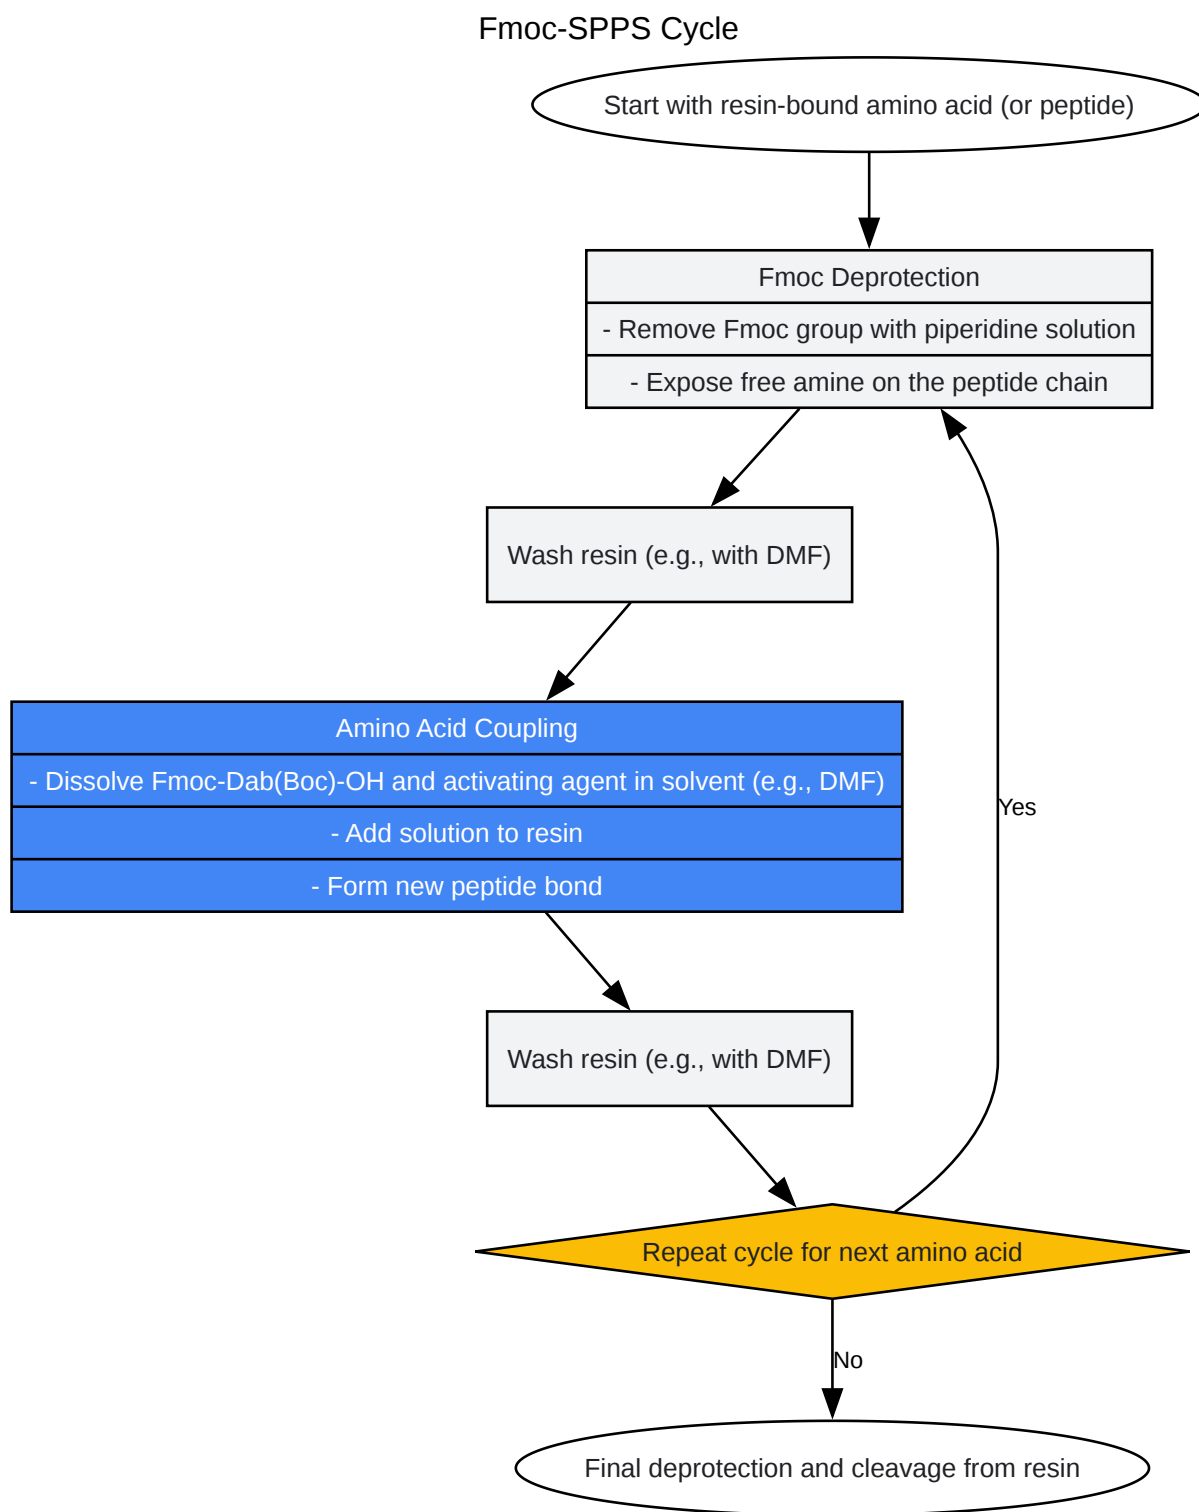 Fmoc-SPPS Cycle
Start with resin-bound amino acid (or peptide)
Fmoc Deprotection
- Remove Fmoc group with piperidine solution
- Expose free amine on the peptide chain
Wash resin (e.g., with DMF)
Amino Acid Coupling
- Dissolve Fmoc-Dab(Boc)-OH and activating agent in solvent (e.g., DMF)
- Add solution to resin
- Form new peptide bond
Yes
Wash resin (e.g., with DMF)
Repeat cycle for next amino acid
No
Final deprotection and cleavage from resin